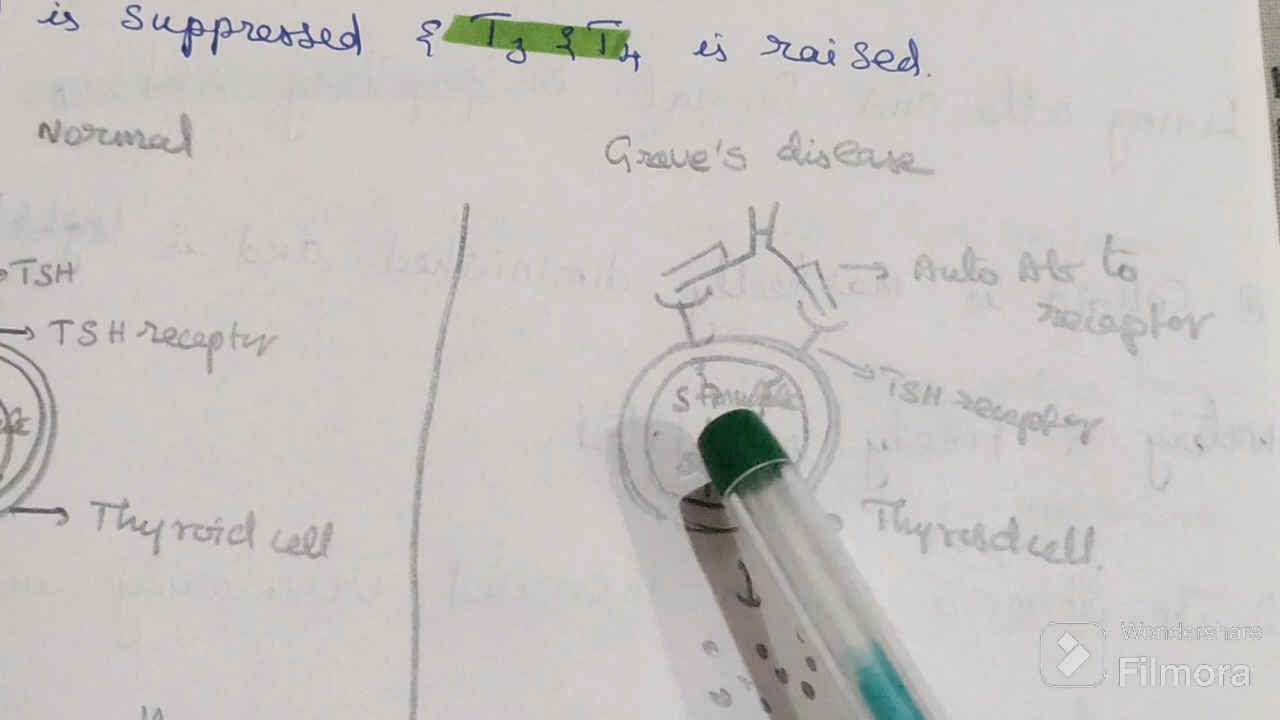 is suppressed & T3 & T4 is raised.
Normal
Grave's disease
TSH
TSH receptor
Thyroid cell
Auto Ab to
receptor
TSH receptor
Thyroid cell
Wondershare
Filmora